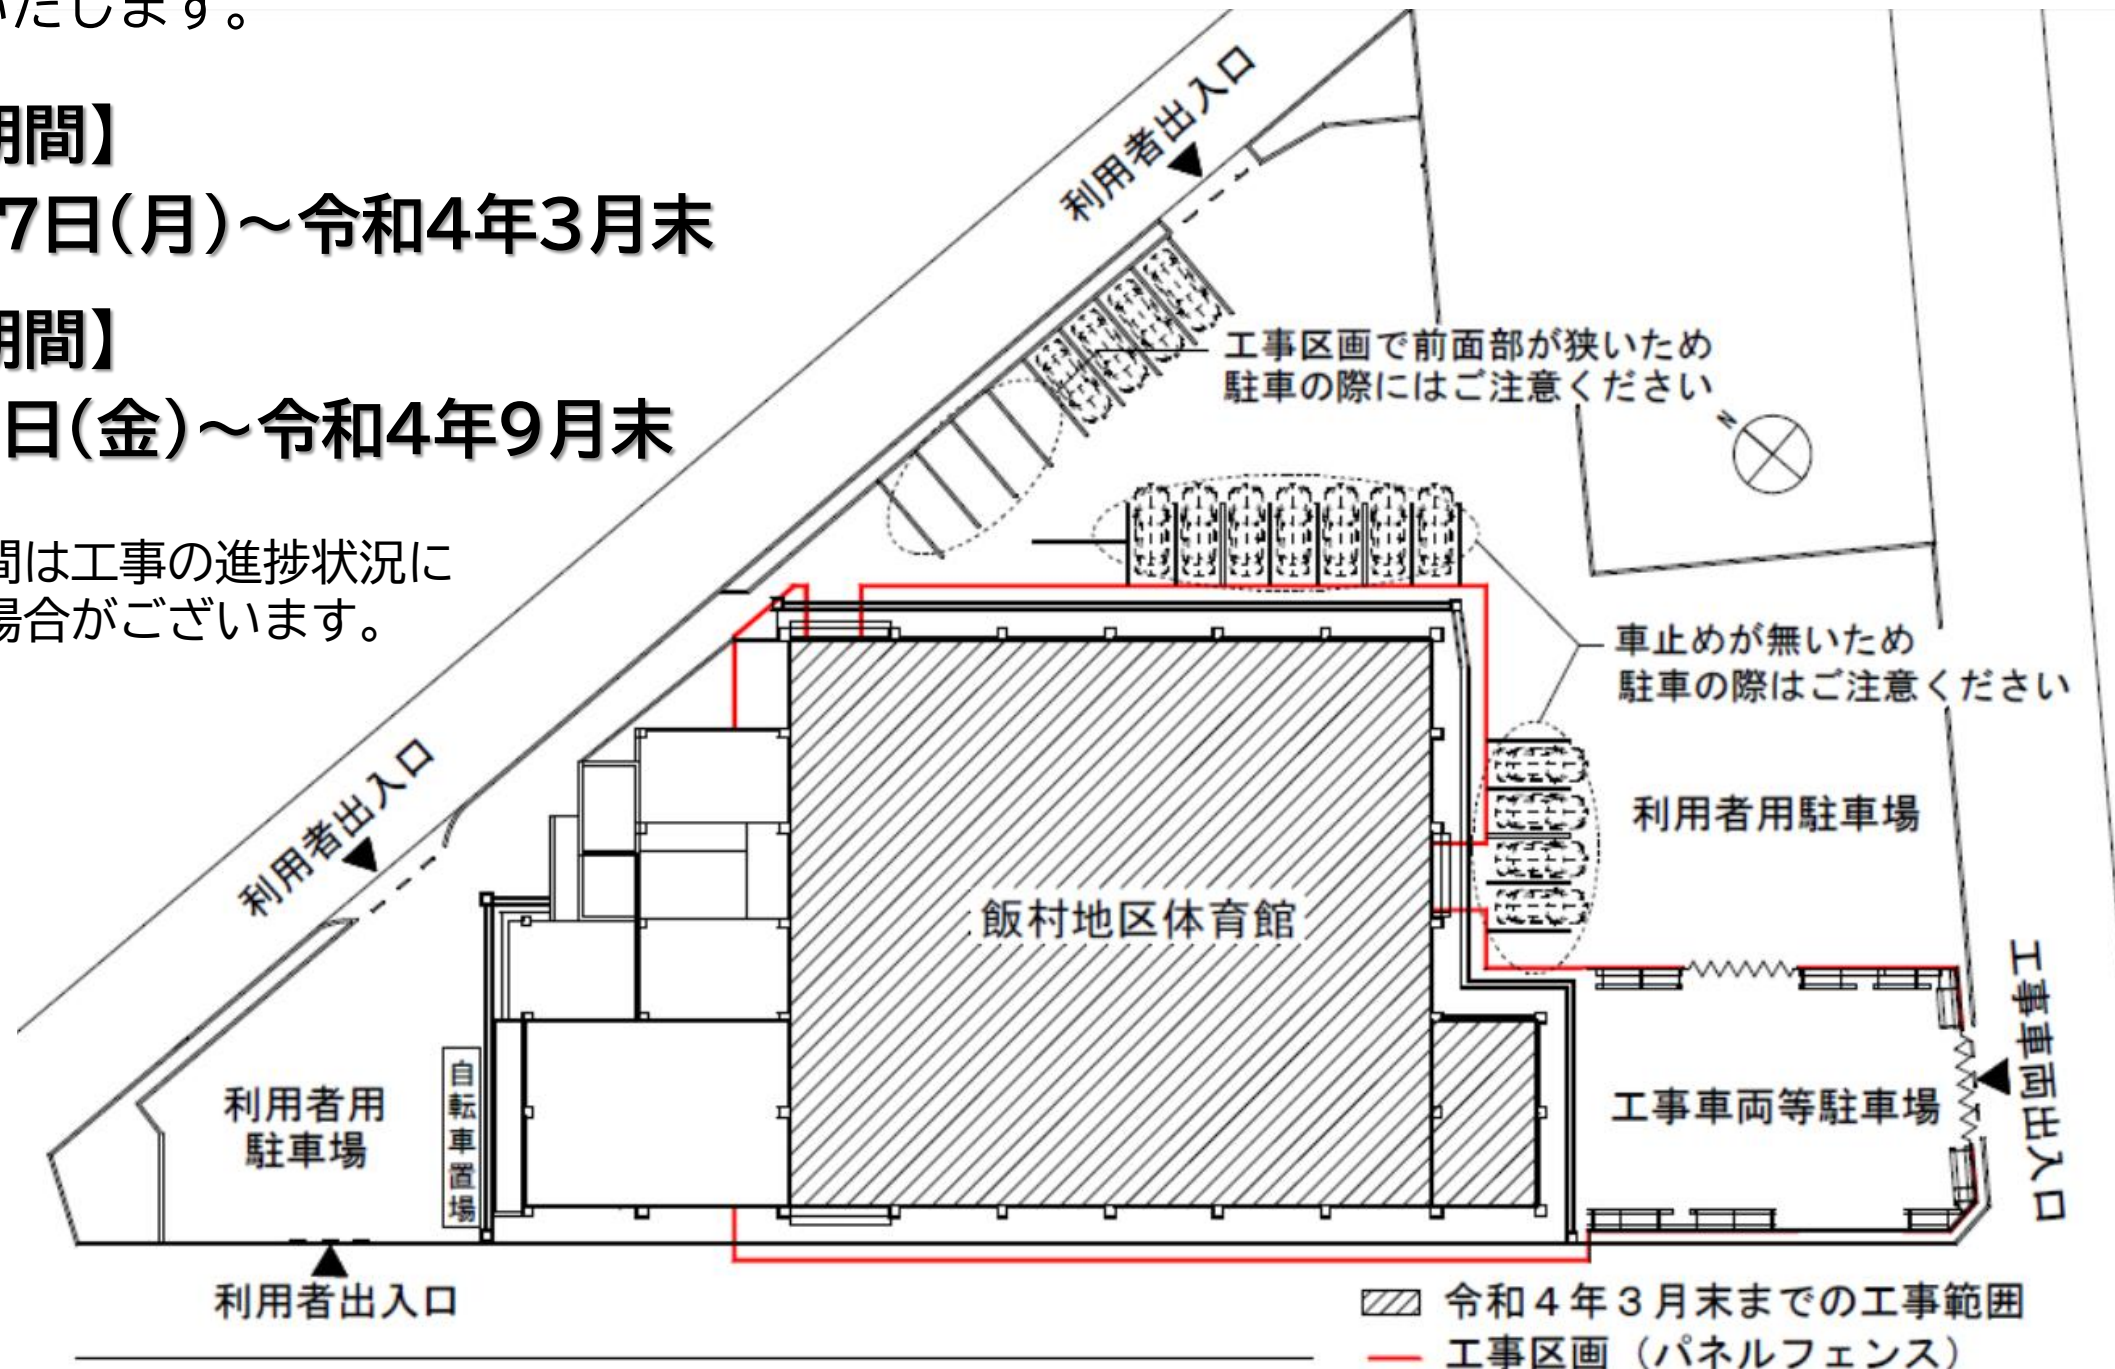 いたします。
期間】
7日(月)～令和4年3月末
期間】
日(金)～令和4年9月末
間は工事の進捗状況に
場合がございます。
利用者出入口
工事区画で前面部が狭いため
駐車の際にはご注意ください
N
車止めが無いため
駐車の際はご注意ください
利用者出入口
利用者用駐車場
飯村地区体育館
工事車両出入口
自転車置場
利用者用
駐車場
工事車両等駐車場
利用者出入口
令和４年３月末までの工事範囲
工事区画（パネルフェンス）